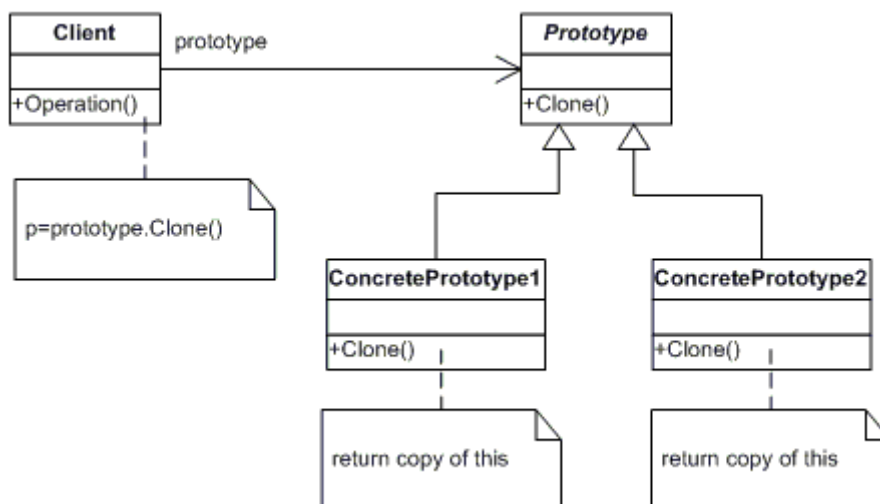 Client
prototype
Prototype
+Operation()
+Clone()
p=prototype.Clone()
ConcretePrototype1
ConcretePrototype2
+Clone()
+Clone()
return copy of this
return copy of this